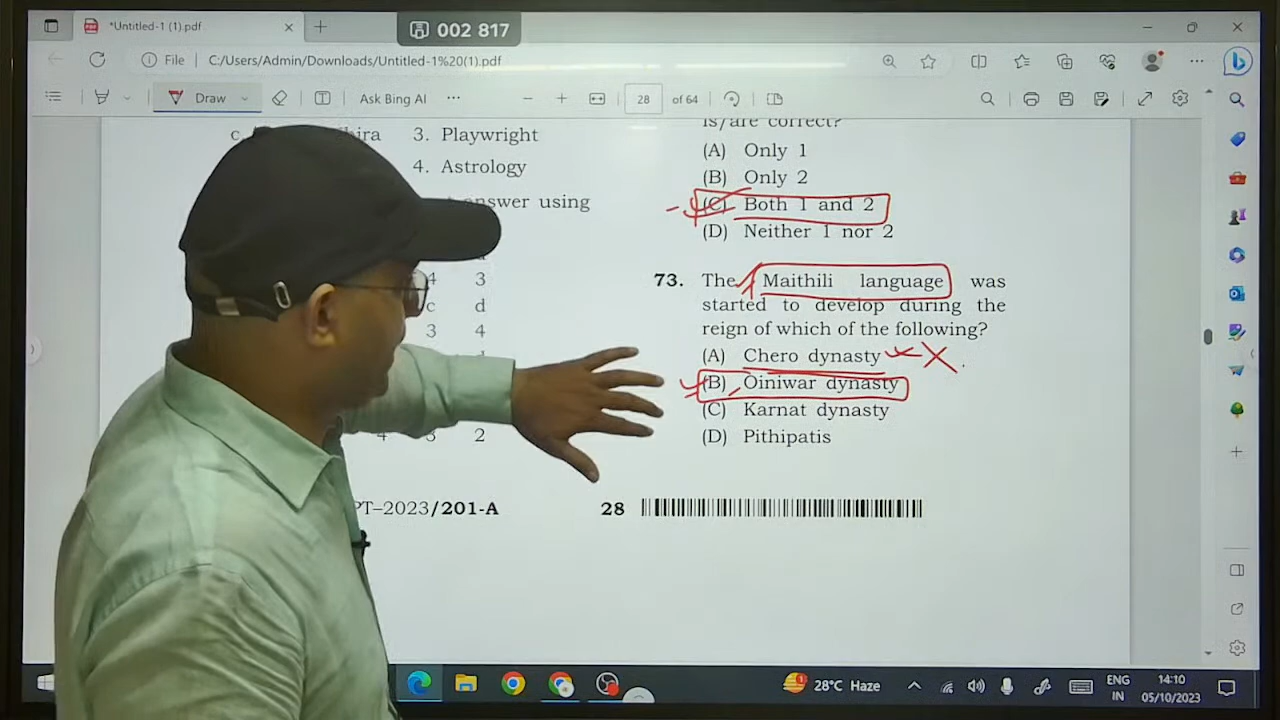 *Untitled-1 (1).pdf
002 817
File
C:/Users/Admin/Downloads/Untitled-1%20(1).pdf
Draw
Ask Bing AI
28
of 64
c.
3. Playwright
4. Astrology
answer using
4 3
c d
3 4
4 3 2
PT–2023/201-A
is/are correct?
(A) Only 1
(B) Only 2
(C) Both 1 and 2
(D) Neither 1 nor 2
73. The Maithili language was
started to develop during the
reign of which of the following?
(A) Chero dynasty
(B) Oiniwar dynasty
(C) Karnat dynasty
(D) Pithipatis
28
28°C Haze
ENG
IN
14:10
05/10/2023